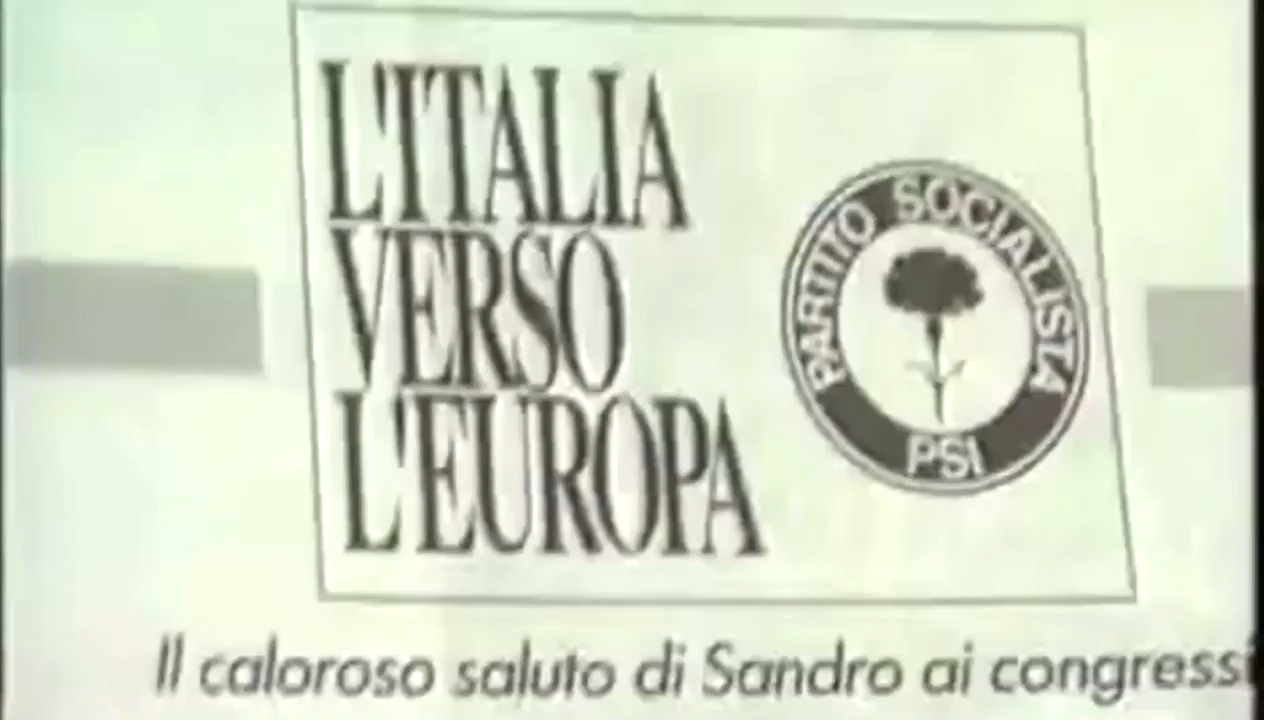 L'ITALIA
VERSO
L'EUROPA
PARTITO SOCIALISTA
PSI
Il caloroso saluto di Sandro ai congressi